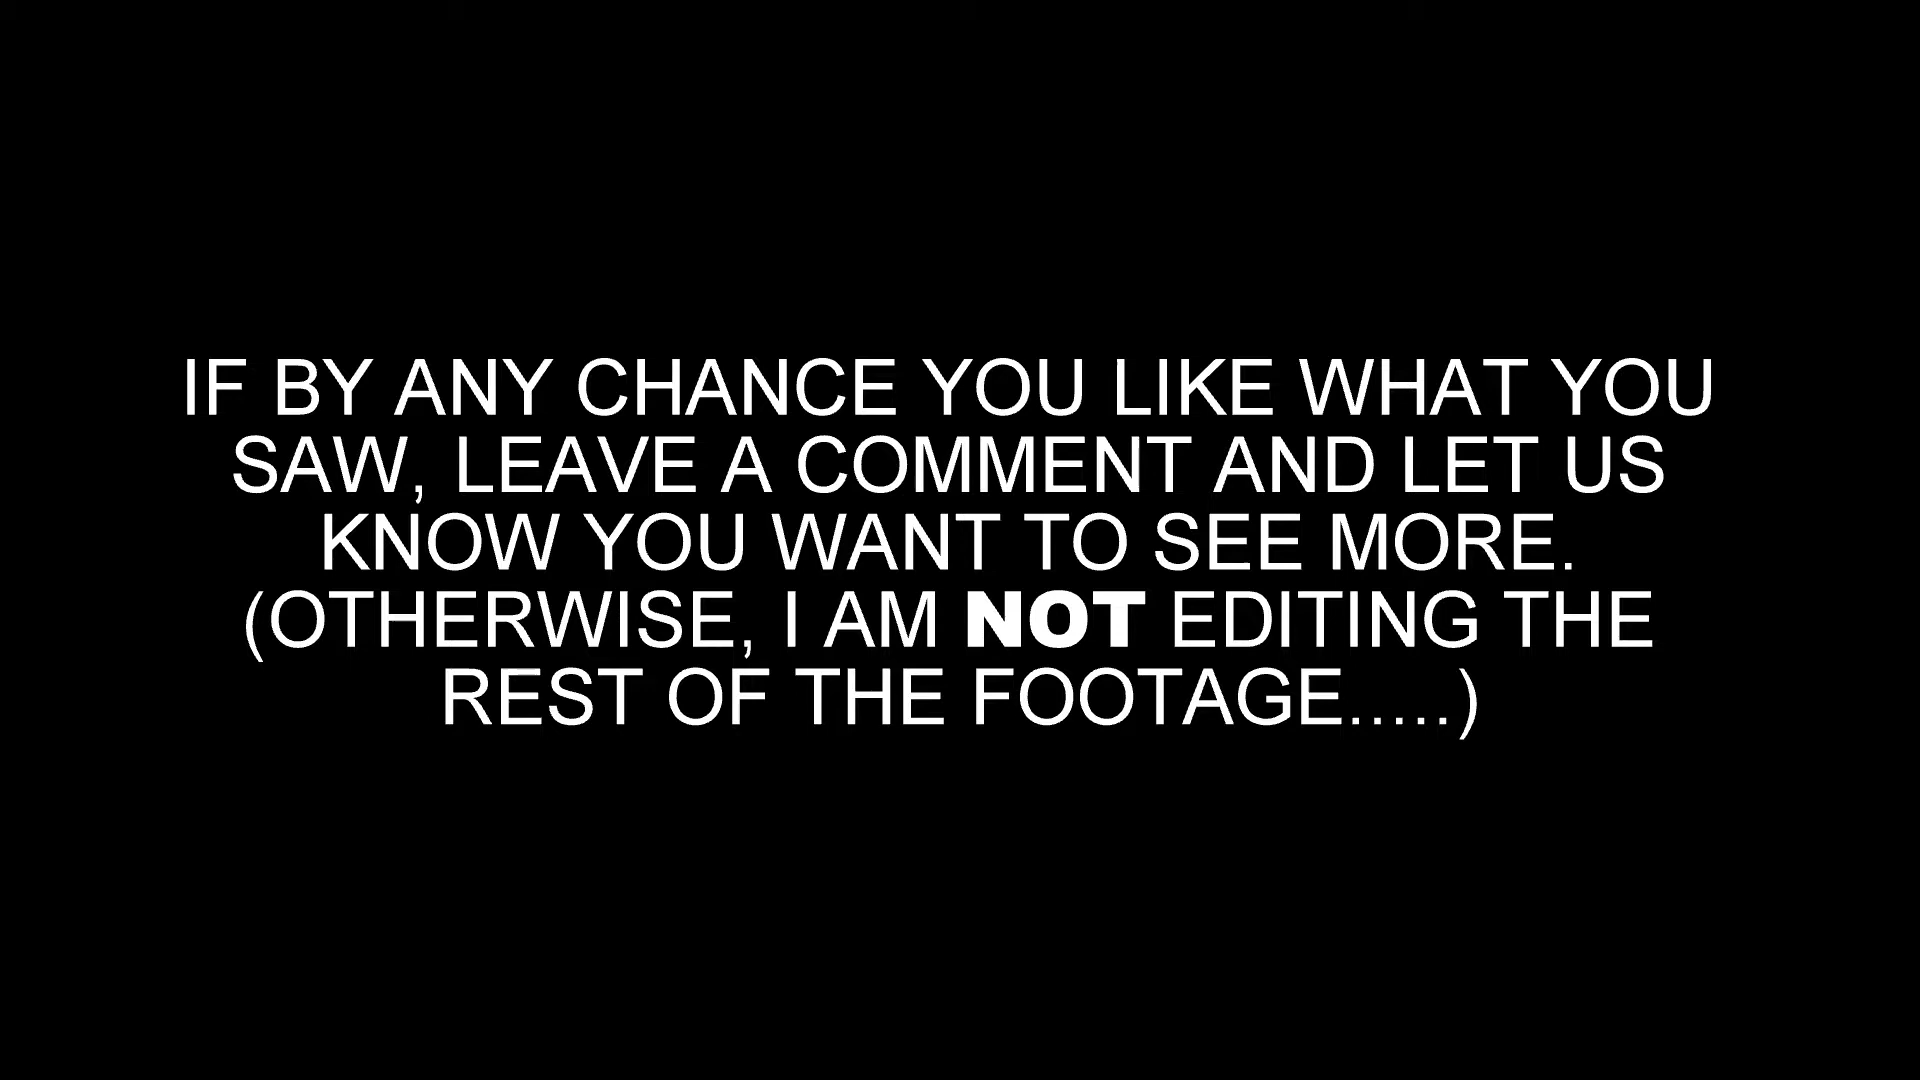 IF BY ANY CHANCE YOU LIKE WHAT YOU
SAW, LEAVE A COMMENT AND LET US
KNOW YOU WANT TO SEE MORE.
(OTHERWISE, I AM NOT EDITING THE
REST OF THE FOOTAGE.....)